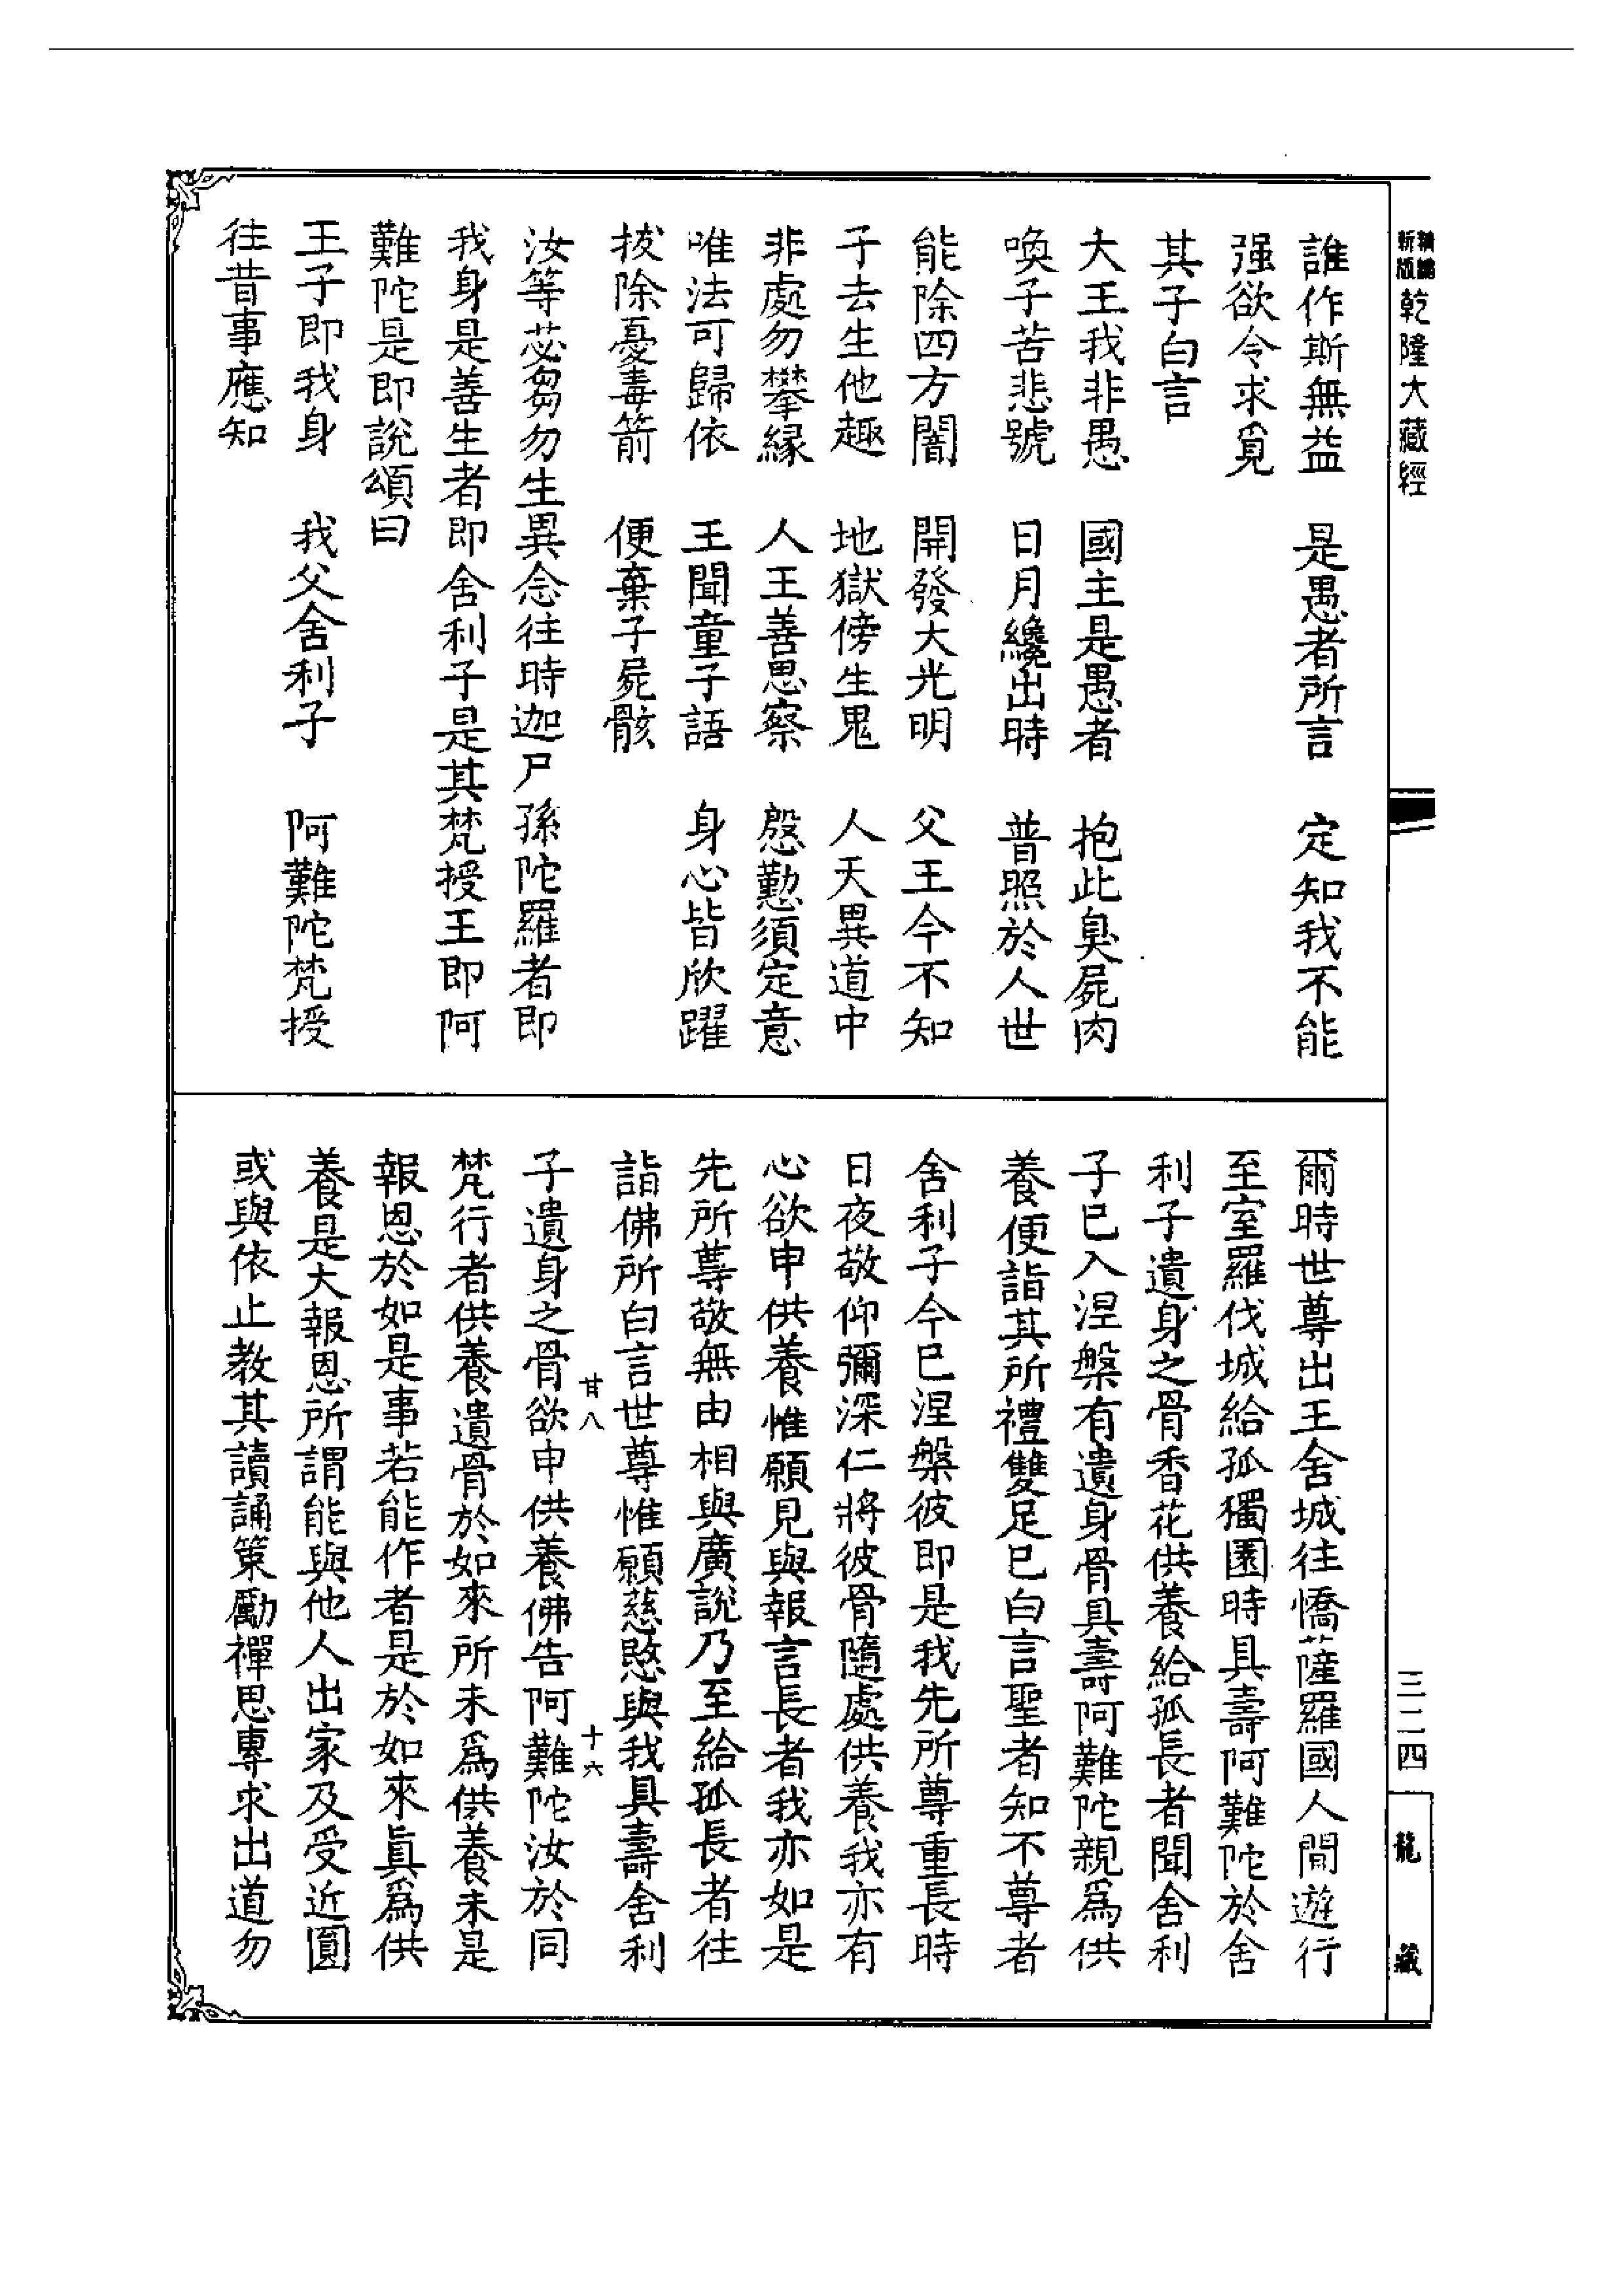 新編
新版
乾隆大藏經
誰作斯無益　是愚者所言　定知我不能
强欲令求覓
其子白言
大王我非愚　國主是愚者　抱此臭屍肉
喚子苦悲號　日月纔出時　普照於人世
能除四方闇　開發大光明　父王今不知
子去生他趣　地獄傍生鬼　人天異道中
非處勿攀緣　人王善思察　慇懃須定意
唯法可歸依　王聞童子語　身心皆欣躍
拔除憂毒箭　便棄子屍骸
汝等苾芻勿生異念往時迦尸孫陀羅者即
我身是善生者即舍利子是其梵授王即阿
難陀是即說頌曰
王子即我身　我父舍利子　阿難陀梵授
往昔事應知
爾時世尊出王舍城往憍薩羅國人間遊行
至室羅伐城給孤獨園時具壽阿難陀於舍
利子遺身之骨香花供養給孤長者聞舍利
子已入涅槃有遺身骨具壽阿難陀親爲供
養便詣其所禮雙足已白言聖者知不尊者
舍利子今已涅槃彼即是我先所尊重長時
日夜敬仰彌深仁將彼骨隨處供養我亦有
心欲申供養惟願見與報言長者我亦如是
先所尊敬無由相與廣說乃至給孤長者往
詣佛所白言世尊惟願慈愍與我具壽舍利
甘八
十六
子遺身之骨欲申供養佛告阿難陀汝於同
梵行者供養遺骨於如來所未爲供養未是
報恩於如是事若能作者是於如來眞爲供
養是大報恩所謂能與他人出家及受近圓
或與依止教其讀誦策勵禪思專求出道勿
三二四
龍藏